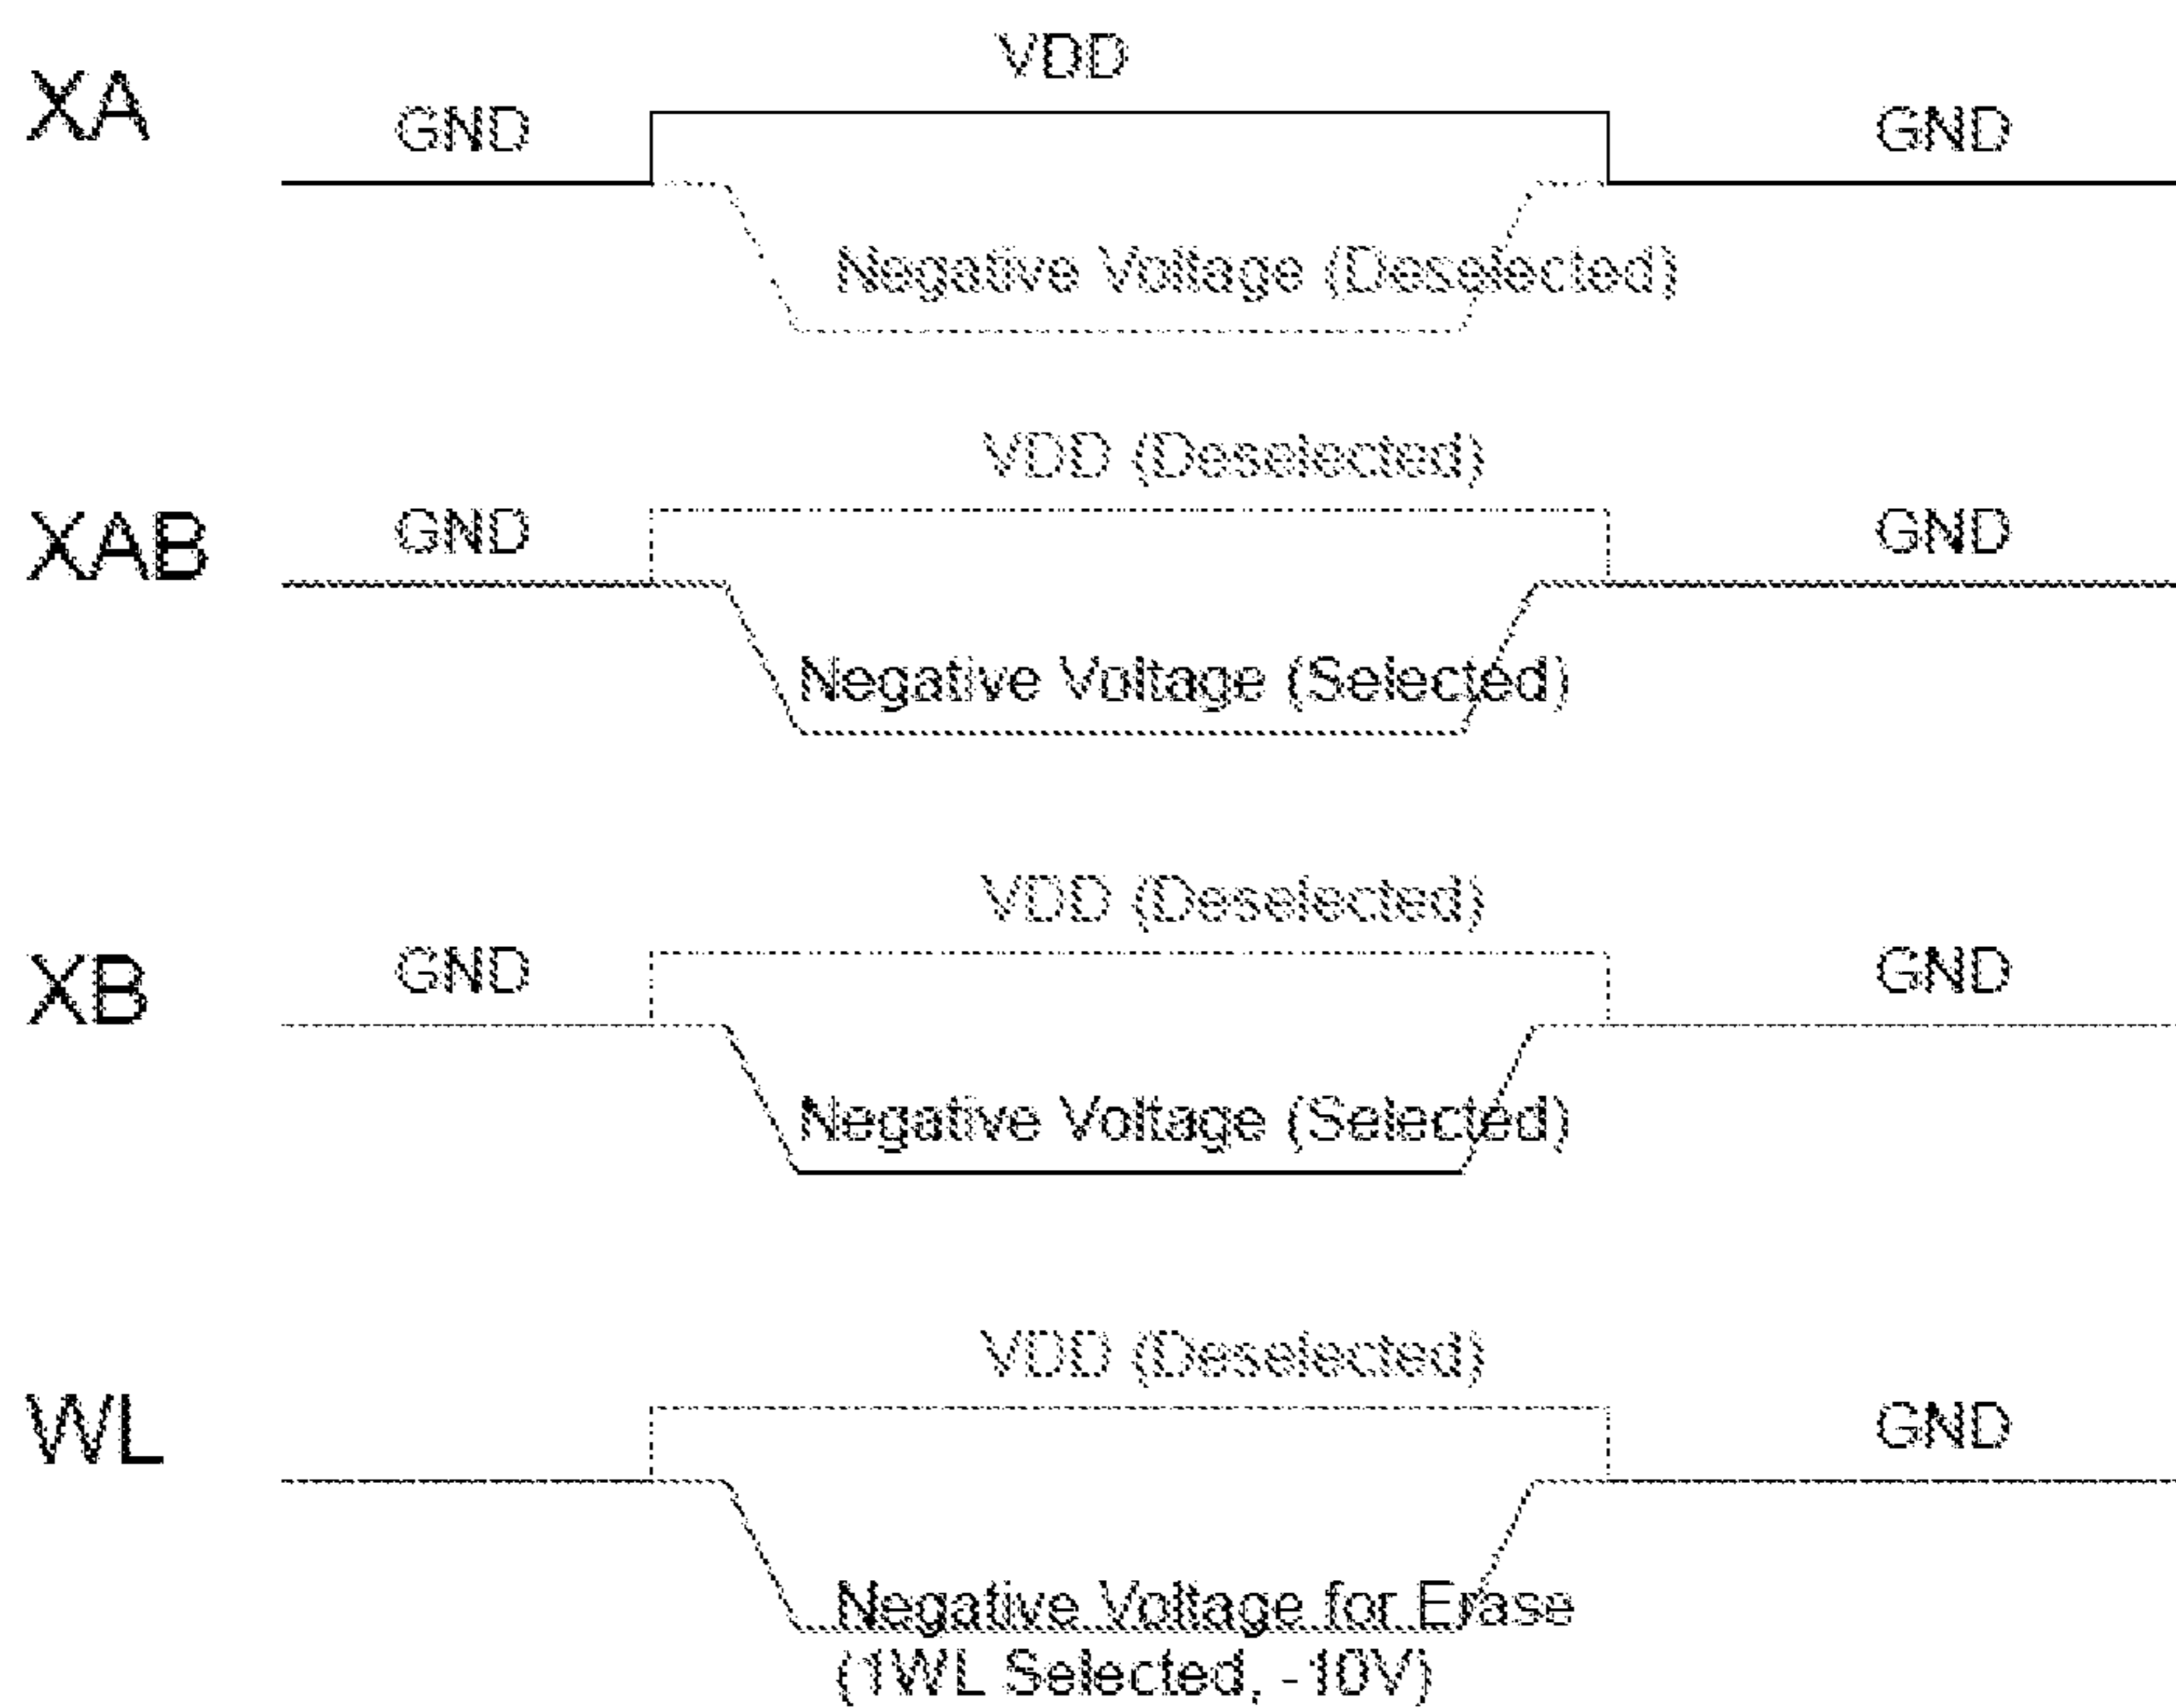 VDD
XA
GND
GND
Negative Voltage (Deselected)
VDD (Deselected)
XAB
GND
GND
Negative Voltage (Selected)
VDD (Deselected)
XB
GND
GND
Negative Voltage (Selected)
VDD (Deselected)
WL
GND
Negative Voltage for Erase
(1WL Selected, -10V)